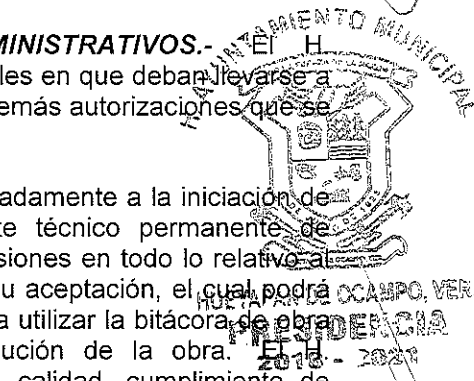 MINISTRATIVOS.- El H.
les en que deban llevarse a
emás autorizaciones que se
adamente a la iniciación de
te técnico permanente de
siones en todo lo relativo al
u aceptación, el cual podrá
a utilizar la bitácora de obra
ución de la obra. El H.
calidad, cumplimiento de
H. AYUNTAMIENTO MUNICIPAL
DE OCAMPO, VER
PRESIDENCIA
2018 - 2021